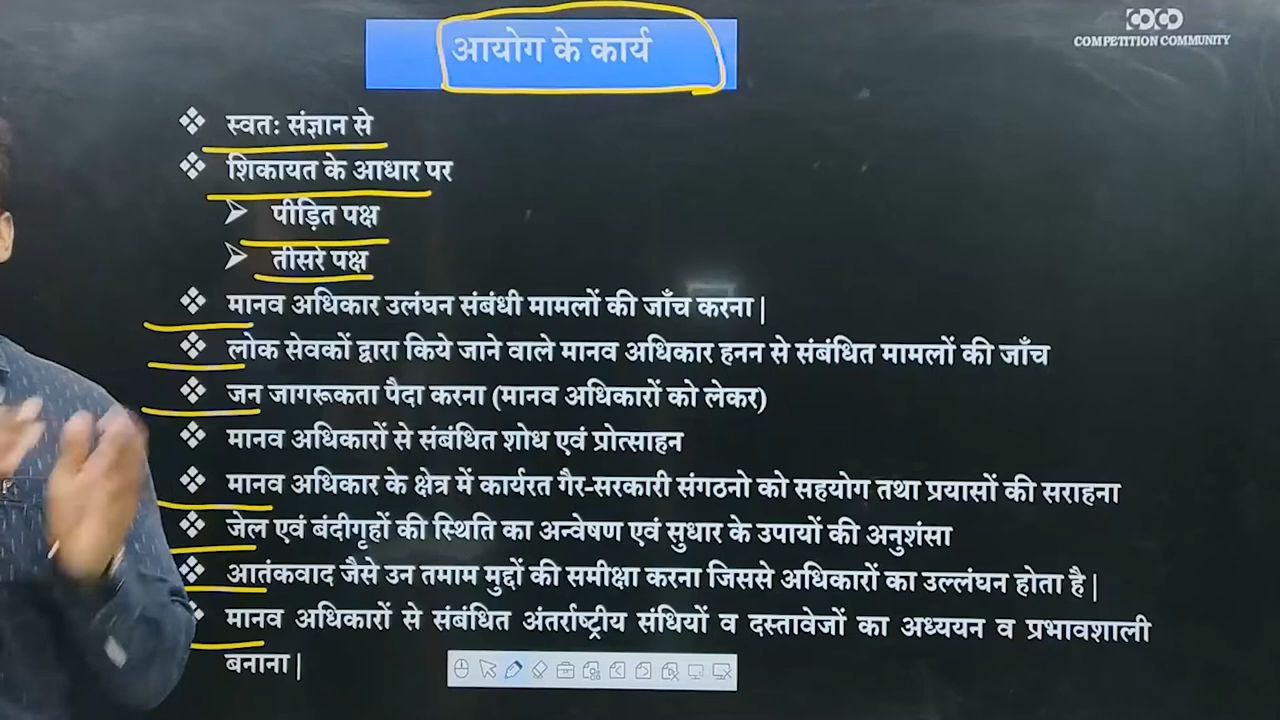 आयोग के कार्य
COCO
COMPETITION COMMUNITY
❖ स्वतः संज्ञान से
❖ शिकायत के आधार पर
➢ पीड़ित पक्ष
➢ तीसरे पक्ष
❖ मानव अधिकार उलंघन संबंधी मामलों की जाँच करना |
❖ लोक सेवकों द्वारा किये जाने वाले मानव अधिकार हनन से संबंधित मामलों की जाँच
❖ जन जागरूकता पैदा करना (मानव अधिकारों को लेकर)
❖ मानव अधिकारों से संबंधित शोध एवं प्रोत्साहन
❖ मानव अधिकार के क्षेत्र में कार्यरत गैर-सरकारी संगठनो को सहयोग तथा प्रयासों की सराहना
❖ जेल एवं बंदीगृहों की स्थिति का अन्वेषण एवं सुधार के उपायों की अनुशंसा
❖ आतंकवाद जैसे उन तमाम मुद्दों की समीक्षा करना जिससे अधिकारों का उल्लंघन होता है |
❖ मानव अधिकारों से संबंधित अंतर्राष्ट्रीय संधियों व दस्तावेजों का अध्ययन व प्रभावशाली
बनाना |